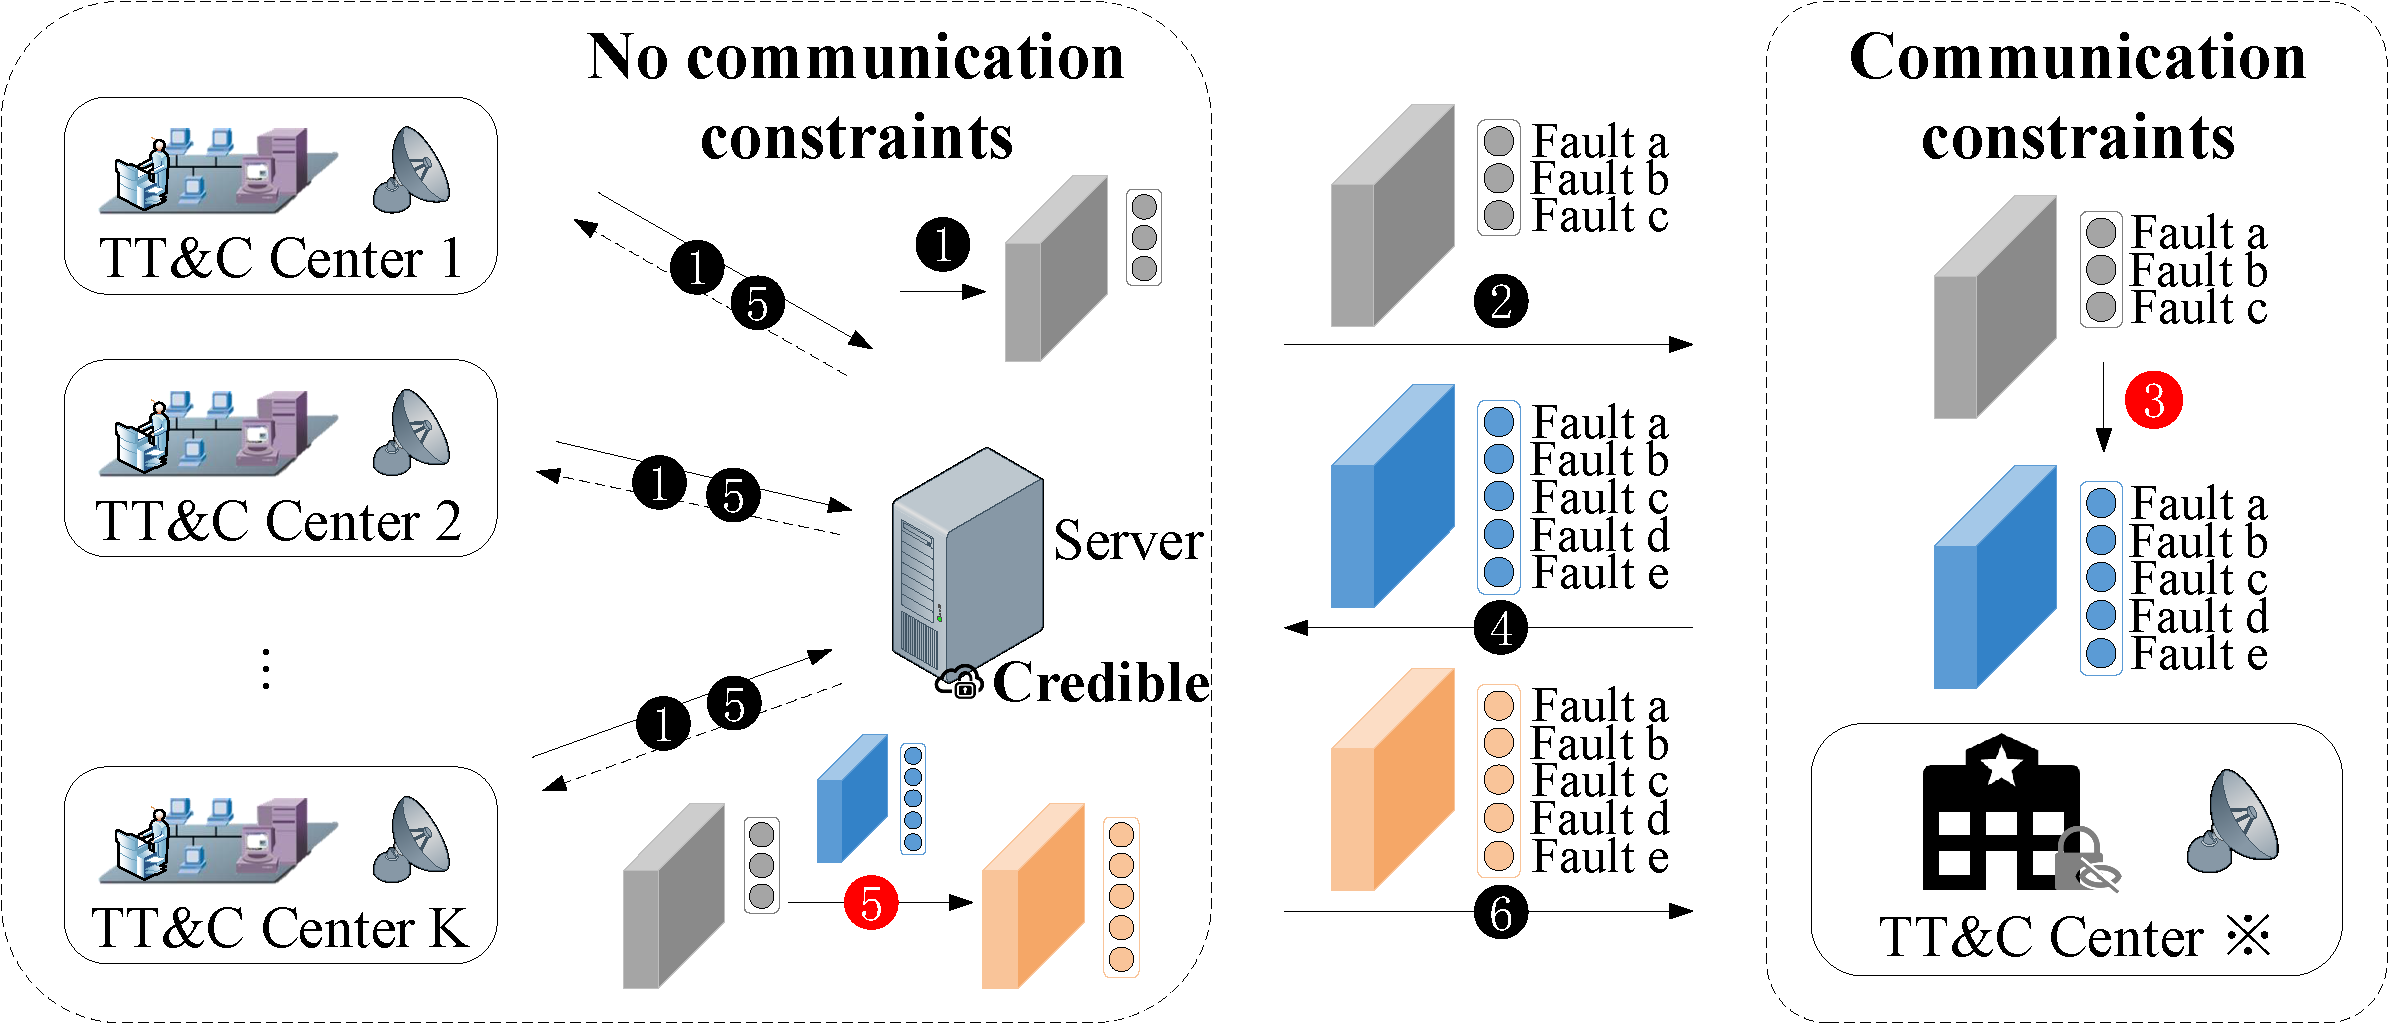 No communication
constraints
TT&C Center 1
1
5
1
TT&C Center 2
1
5
Server
Credible
⋮
1
5
TT&C Center K
5
Fault a
Fault b
Fault c
2
Fault a
Fault b
Fault c
Fault d
Fault e
4
Fault a
Fault b
Fault c
Fault d
Fault e
6
Communication
constraints
Fault a
Fault b
Fault c
3
Fault a
Fault b
Fault c
Fault d
Fault e
TT&C Center ※